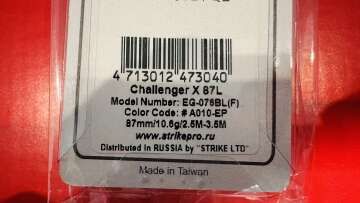 4 713012 473040
Challenger X 87L
Model Number: EG-076BL(F)
Color Code: # A010-EP
87mm/10.6g/2.5M-3.5M
www.strikepro.ru
Distributed in RUSSIA by "STRIKE LTD"
Made in Taiwan